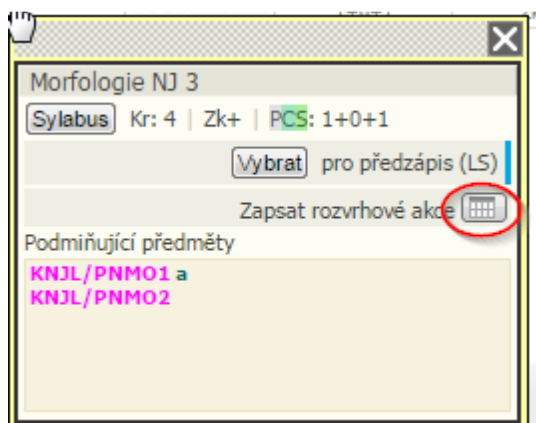 Morfologie NJ 3
Sylabus Kr: 4 | Zk+ | PCS: 1+0+1
Vybrat pro předzápis (LS)
Zapsat rozvrhové akce
Podmiňující předměty
KNJL/PNMO1 a
KNJL/PNMO2